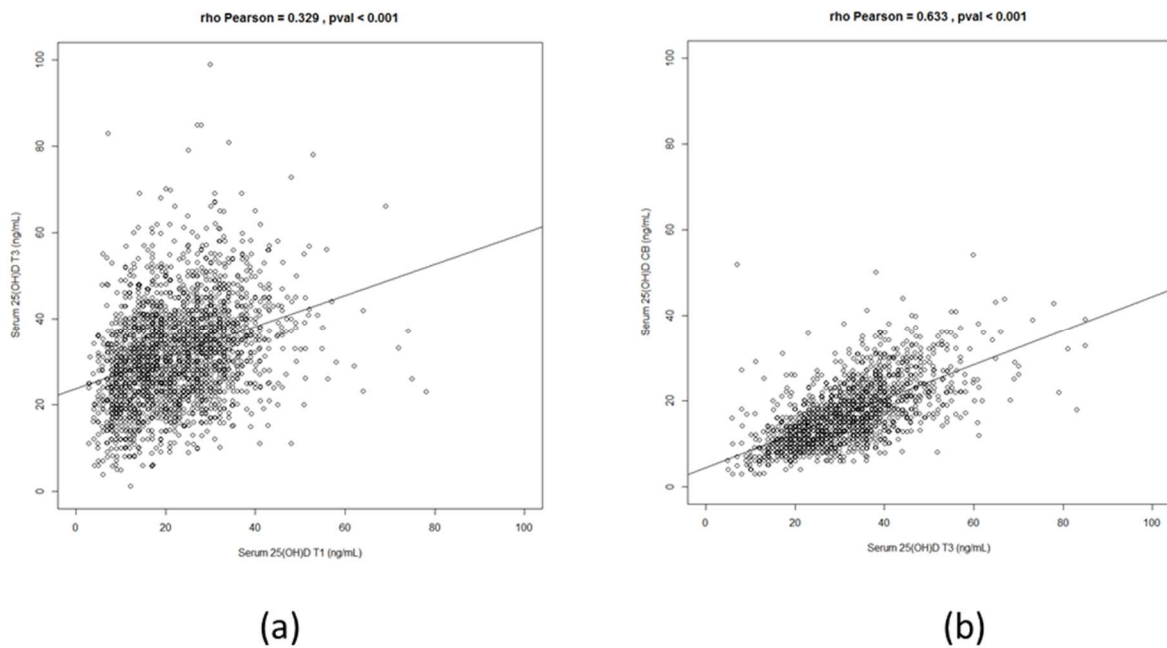 rho Pearson = 0.329 , pval < 0.001
Serum 25(OH)D T3 (ng/mL)
100
80
60
40
20
0
0 20 40 60 80 100
Serum 25(OH)D T1 (ng/mL)
(a)
rho Pearson = 0.633 , pval < 0.001
Serum 25(OH)D CB (ng/mL)
100
80
60
40
20
0
0 20 40 60 80 100
Serum 25(OH)D T3 (ng/mL)
(b)